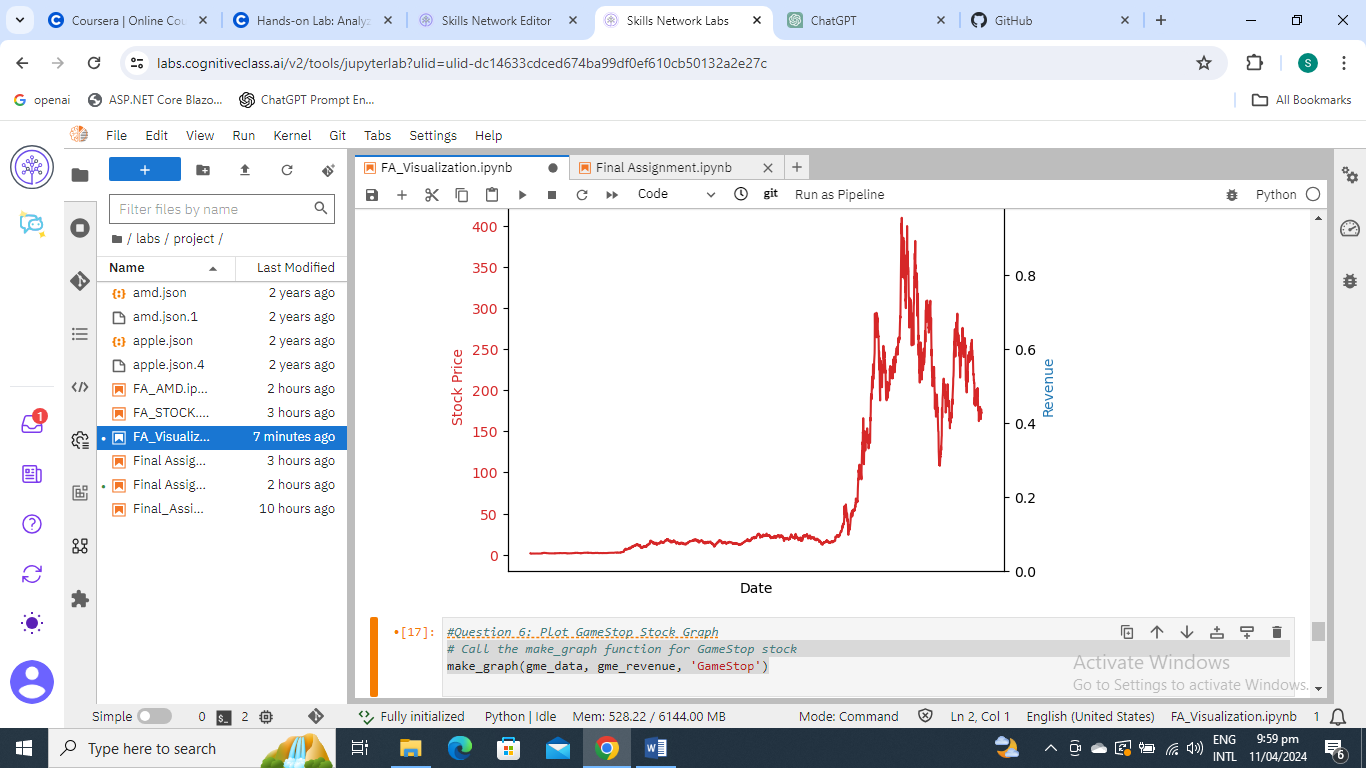 Coursera | Online Cou
Hands-on Lab: Analyz
Skills Network Editor
Skills Network Labs
ChatGPT
GitHub
labs.cognitiveclass.ai/v2/tools/jupyterlab?ulid=ulid-dc14633cdced674ba99df0ef610cb50132a2e27c
S
openai
ASP.NET Core Blazo...
ChatGPT Prompt En...
All Bookmarks
File Edit View Run Kernel Git Tabs Settings Help
FA_Visualization.ipynb
Final Assignment.ipynb
Code
git
Run as Pipeline
Python
Filter files by name
/ labs / project /
Name Last Modified
amd.json 2 years ago
amd.json.1 2 years ago
apple.json 2 years ago
apple.json.4 2 years ago
FA_AMD.ip... 2 hours ago
FA_STOCK.... 3 hours ago
FA_Visualiz... 7 minutes ago
Final Assig... 3 hours ago
Final Assig... 2 hours ago
Final_Assi... 10 hours ago
1
400
350
300
250
200
150
100
50
0
Stock Price
0.8
0.6
0.4
0.2
0.0
Revenue
Date
[17]:
#Question 6: Plot GameStop Stock Graph
# Call the make_graph function for GameStop stock
make_graph(gme_data, gme_revenue, 'GameStop')
Activate Windows
Go to Settings to activate Windows.
Simple 0 2 Fully initialized Python | Idle Mem: 528.22 / 6144.00 MB Mode: Command Ln 2, Col 1 English (United States) FA_Visualization.ipynb 1
Type here to search
ENG
INTL
9:59 pm
11/04/2024
6